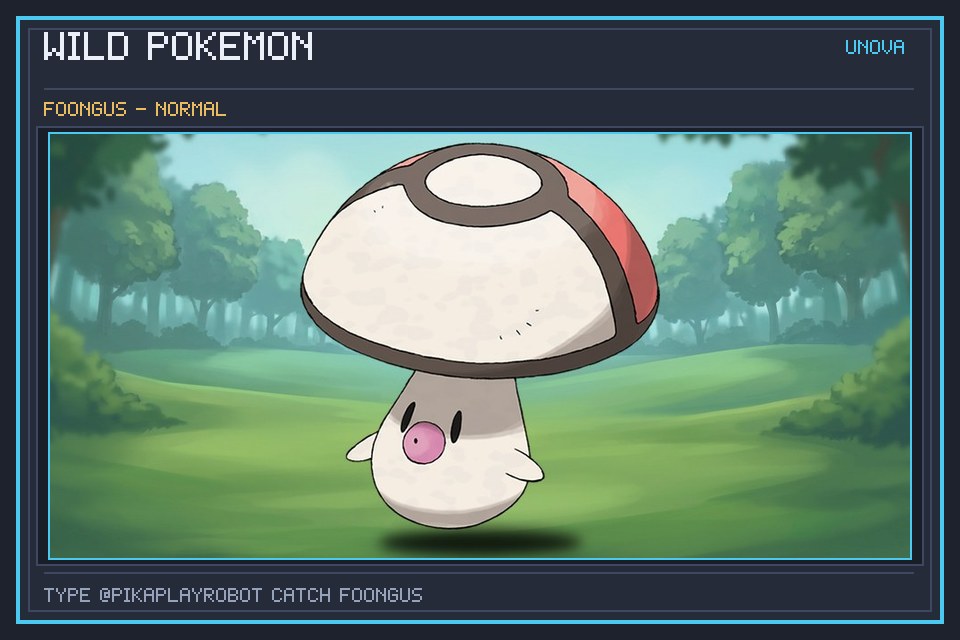 WILD POKEMON
UNOVA
FOONGUS - NORMAL
TYPE @PIKAPLAYROBOT CATCH FOONGUS